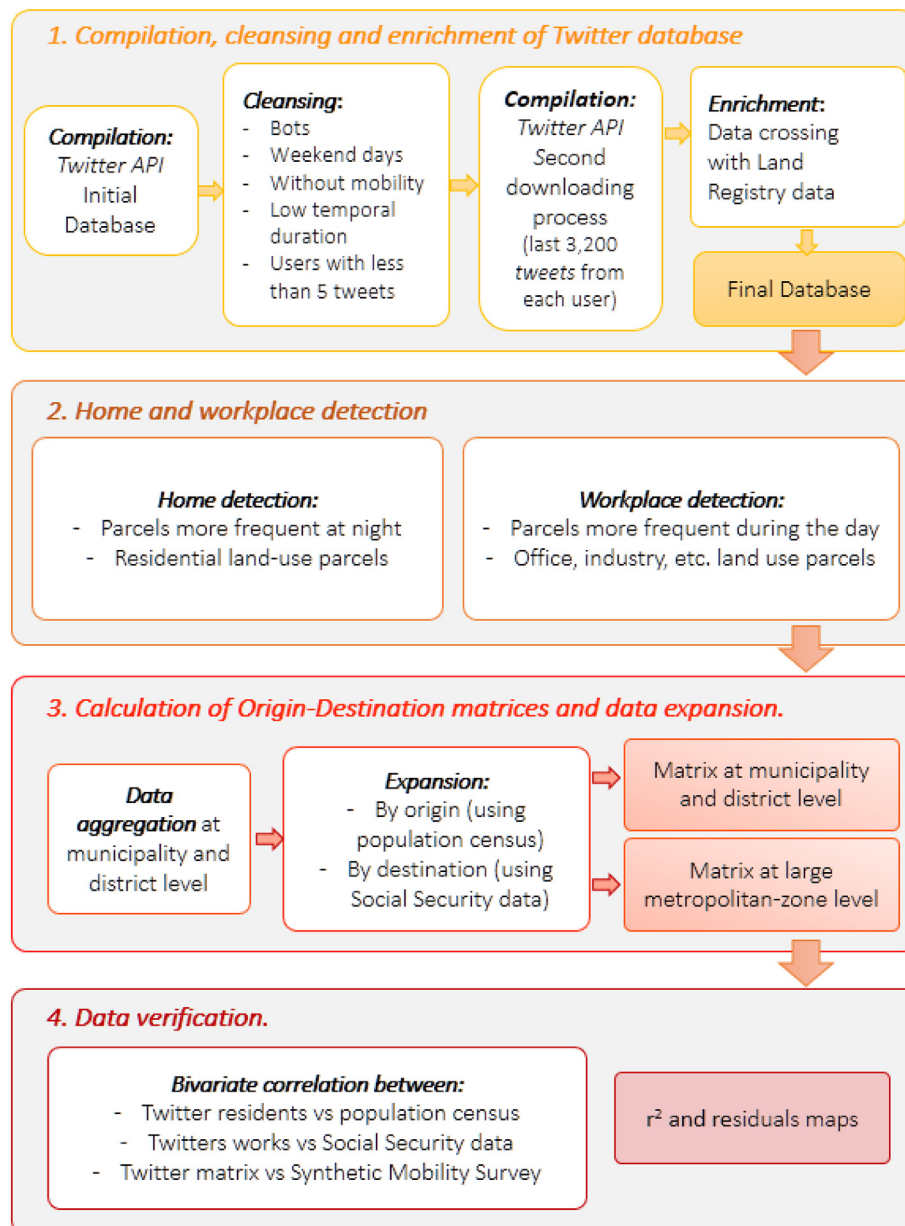 1. Compilation, cleansing and enrichment of Twitter database
Compilation:
Twitter API
Initial
Database
Cleansing:
- Bots
- Weekend days
- Without mobility
- Low temporal
duration
- Users with less
than 5 tweets
Compilation:
Twitter API
Second
downloading
process
(last 3,200
tweets from
each user)
Enrichment:
Data crossing
with Land
Registry data
Final Database
2. Home and workplace detection
Home detection:
- Parcels more frequent at night
- Residential land-use parcels
Workplace detection:
- Parcels more frequent during the day
- Office, industry, etc. land use parcels
3. Calculation of Origin-Destination matrices and data expansion.
Data
aggregation at
municipality and
district level
Expansion:
- By origin (using
population census)
- By destination (using
Social Security data)
Matrix at municipality
and district level
Matrix at large
metropolitan-zone level
4. Data verification.
Bivariate correlation between:
- Twitter residents vs population census
- Twitters works vs Social Security data
- Twitter matrix vs Synthetic Mobility Survey
r² and residuals maps